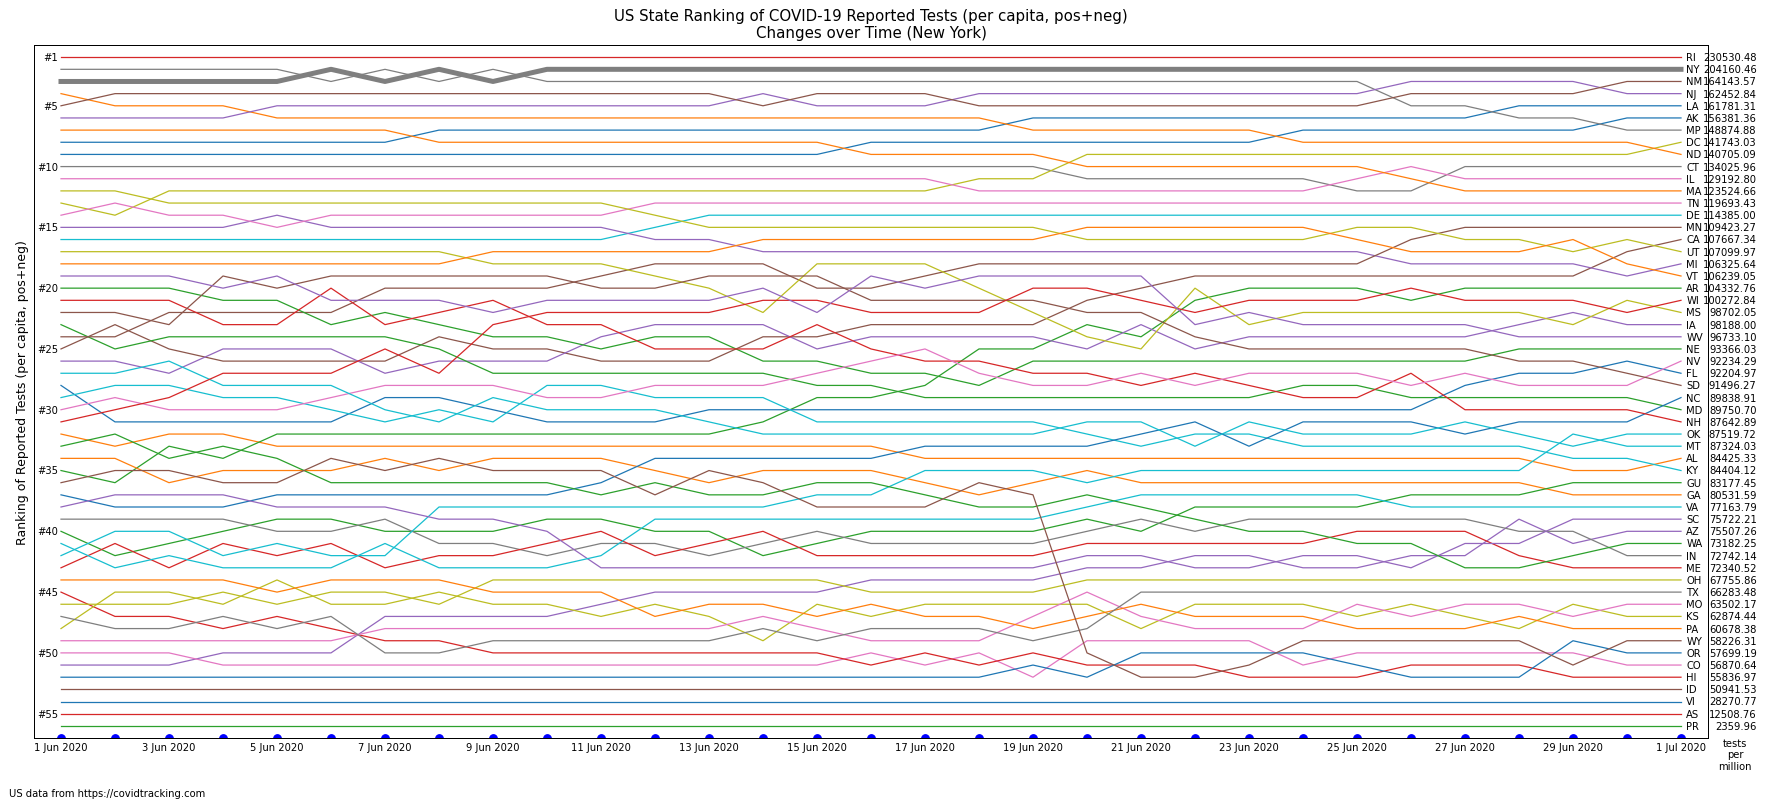 US State Ranking of COVID-19 Reported Tests (per capita, pos+neg)
Changes over Time (New York)
Ranking of Reported Tests (per capita, pos+neg)
#1
#5
#10
#15
#20
#25
#30
#35
#40
#45
#50
#55
RI 230530.48
NY 204160.46
NM 164143.57
NJ 162452.84
LA 161781.31
AK 156381.36
MP 148874.88
DC 141743.03
ND 140705.09
CT 134025.96
IL 129192.80
MA 123524.66
TN 119693.43
DE 114385.00
MN 109423.27
CA 107667.34
UT 107099.97
MI 106325.64
VT 106239.05
AR 104332.76
WI 100272.84
MS 98702.05
IA 98188.00
WV 96733.10
NE 93366.03
NV 92234.29
FL 92204.97
SD 91496.27
NC 89838.91
MD 89750.70
NH 87642.89
OK 87519.72
MT 87324.03
AL 84425.33
KY 84404.12
GU 83177.45
GA 80531.59
VA 77163.79
SC 75722.21
AZ 75507.26
WA 73182.25
IN 72742.14
ME 72340.52
OH 67755.86
TX 66283.48
MO 63502.17
KS 62874.44
PA 60678.38
WY 58226.31
OR 57699.19
CO 56870.64
HI 55836.97
ID 50941.53
VI 28270.77
AS 12508.76
PR 2359.96
1 Jun 2020 3 Jun 2020 5 Jun 2020 7 Jun 2020 9 Jun 2020 11 Jun 2020 13 Jun 2020 15 Jun 2020 17 Jun 2020 19 Jun 2020 21 Jun 2020 23 Jun 2020 25 Jun 2020 27 Jun 2020 29 Jun 2020 1 Jul 2020
tests
per
million
US data from https://covidtracking.com